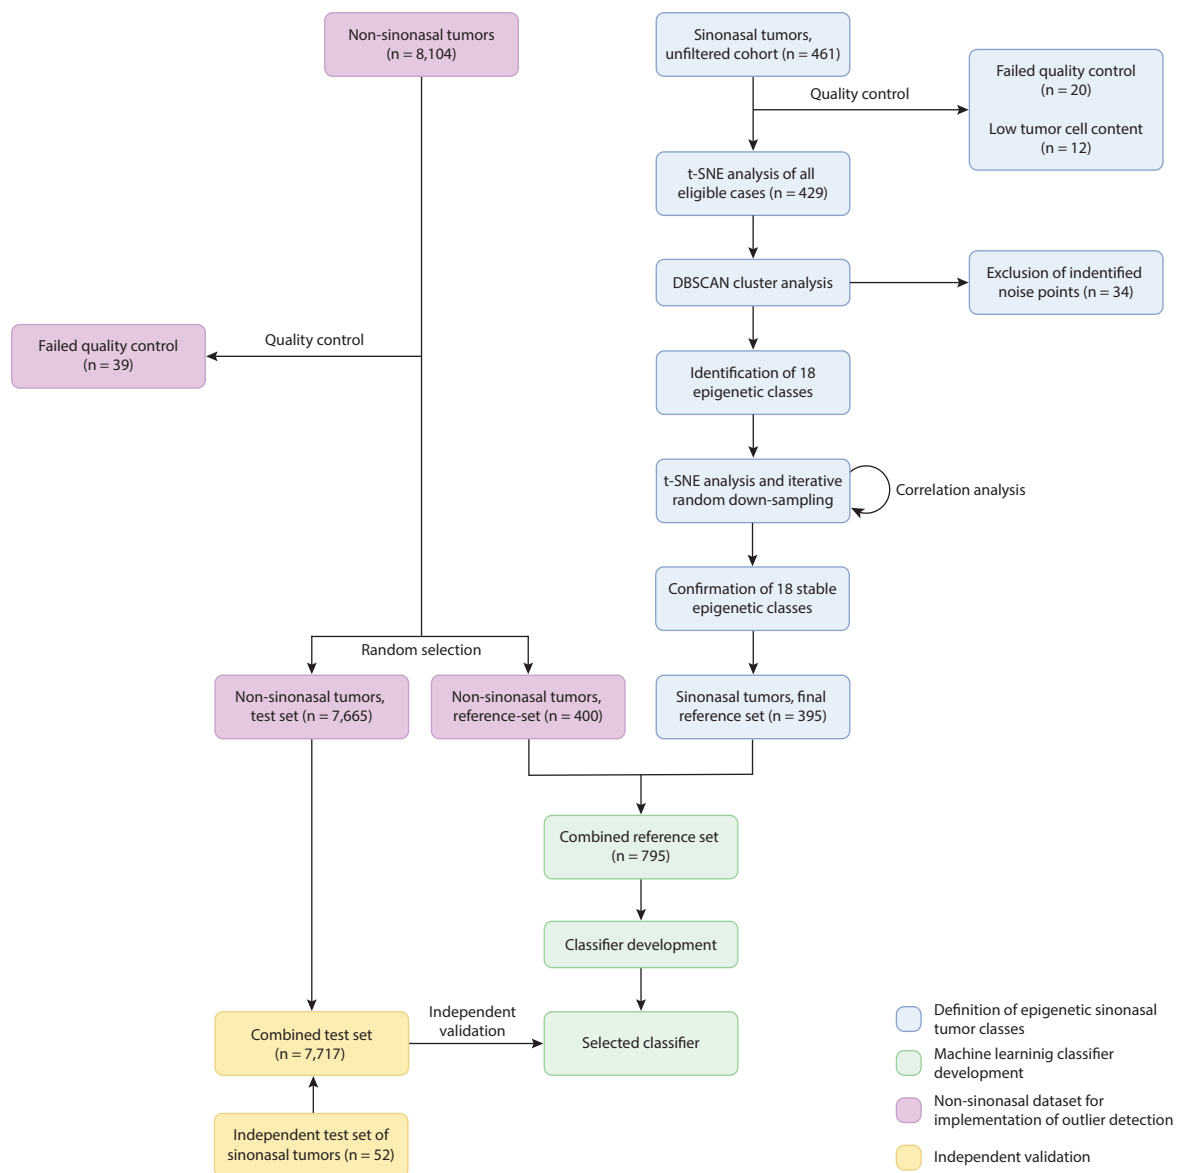 Non-sinonasal tumors
(n = 8,104)
Sinonasal tumors,
unfiltered cohort (n = 461)
Quality control
Failed quality control
(n = 20)
Low tumor cell content
(n = 12)
t-SNE analysis of all
eligible cases (n = 429)
DBSCAN cluster analysis
Exclusion of indentified
noise points (n = 34)
Failed quality control
(n = 39)
Quality control
Identification of 18
epigenetic classes
t-SNE analysis and iterative
random down-sampling
Correlation analysis
Confirmation of 18 stable
epigenetic classes
Random selection
Non-sinonasal tumors,
test set (n = 7,665)
Non-sinonasal tumors,
reference-set (n = 400)
Sinonasal tumors, final
reference set (n = 395)
Combined reference set
(n = 795)
Classifier development
Combined test set
(n = 7,717)
Independent
validation
Selected classifier
Independent test set of
sinonasal tumors (n = 52)
Definition of epigenetic sinonasal
tumor classes
Machine learninig classifier
development
Non-sinonasal dataset for
implementation of outlier detection
Independent validation